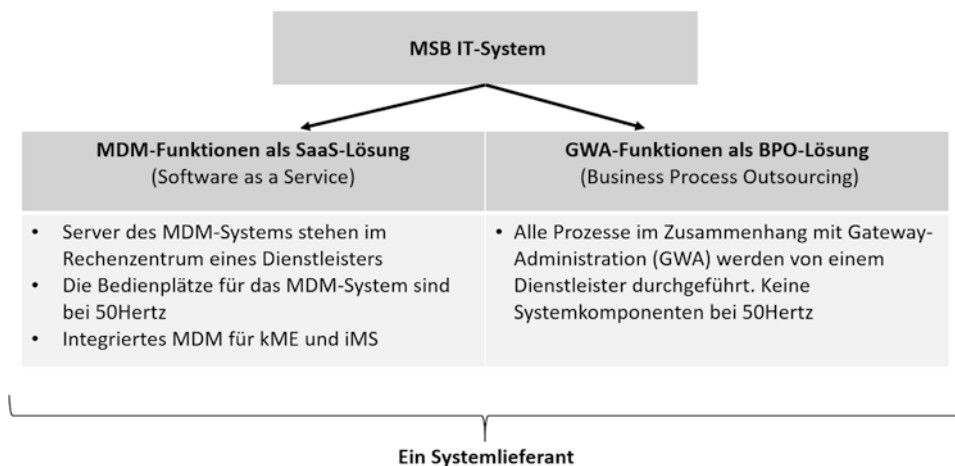 MSB IT-System
MDM-Funktionen als SaaS-Lösung
(Software as a Service)
GWA-Funktionen als BPO-Lösung
(Business Process Outsourcing)
• Server des MDM-Systems stehen im
Rechenzentrum eines Dienstleisters
• Die Bedienplätze für das MDM-System sind
bei 50Hertz
• Integriertes MDM für kME und iMS
• Alle Prozesse im Zusammenhang mit Gateway-
Administration (GWA) werden von einem
Dienstleister durchgeführt. Keine
Systemkomponenten bei 50Hertz
Ein Systemlieferant